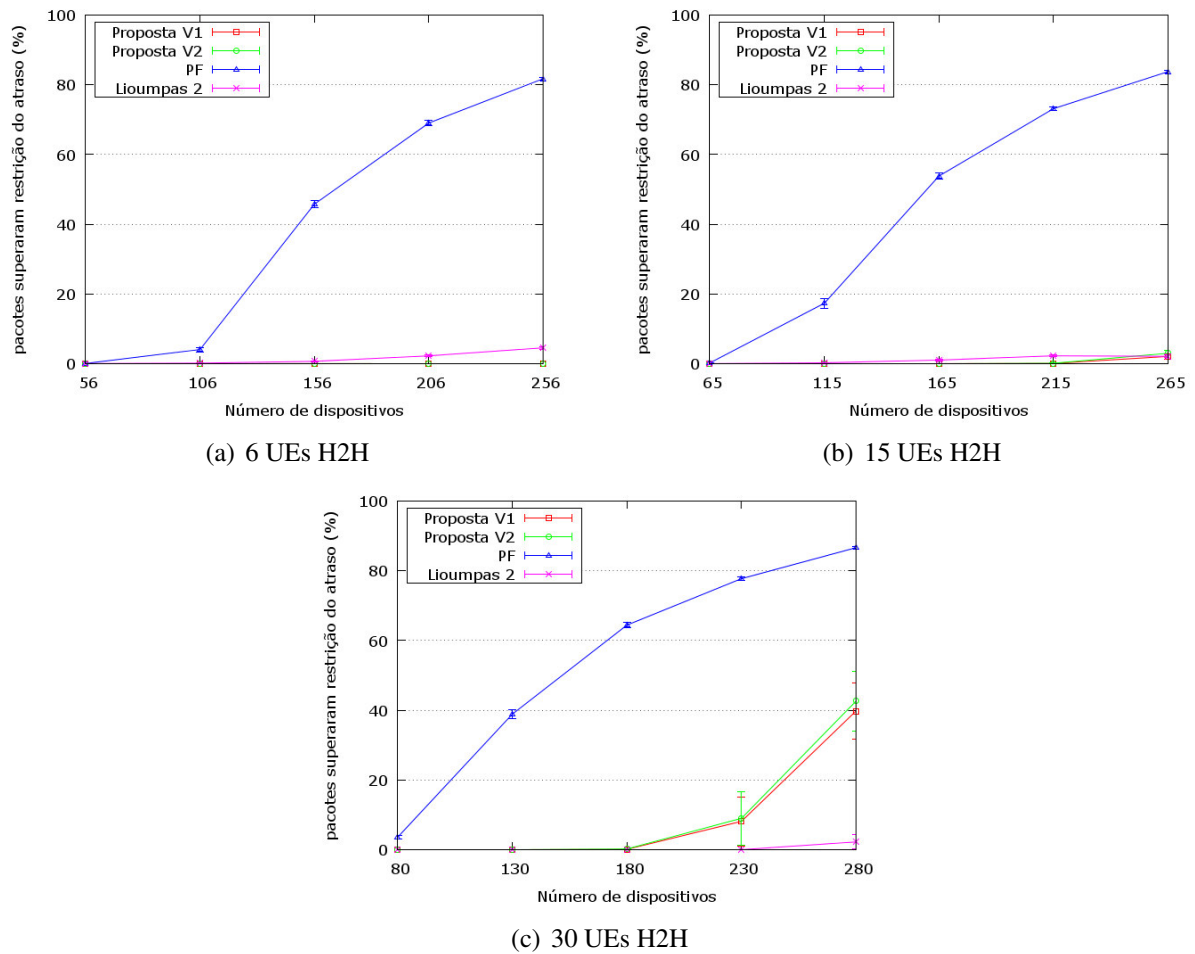 100
80
60
40
20
0
pacotes superaram restrição do atraso (%)
Proposta V1
Proposta V2
PF
Lioumpas 2
56 106 156 206 256
Número de dispositivos
(a) 6 UEs H2H
100
80
60
40
20
0
pacotes superaram restrição do atraso (%)
Proposta V1
Proposta V2
PF
Lioumpas 2
65 115 165 215 265
Número de dispositivos
(b) 15 UEs H2H
100
80
60
40
20
0
pacotes superaram restrição do atraso (%)
Proposta V1
Proposta V2
PF
Lioumpas 2
80 130 180 230 280
Número de dispositivos
(c) 30 UEs H2H